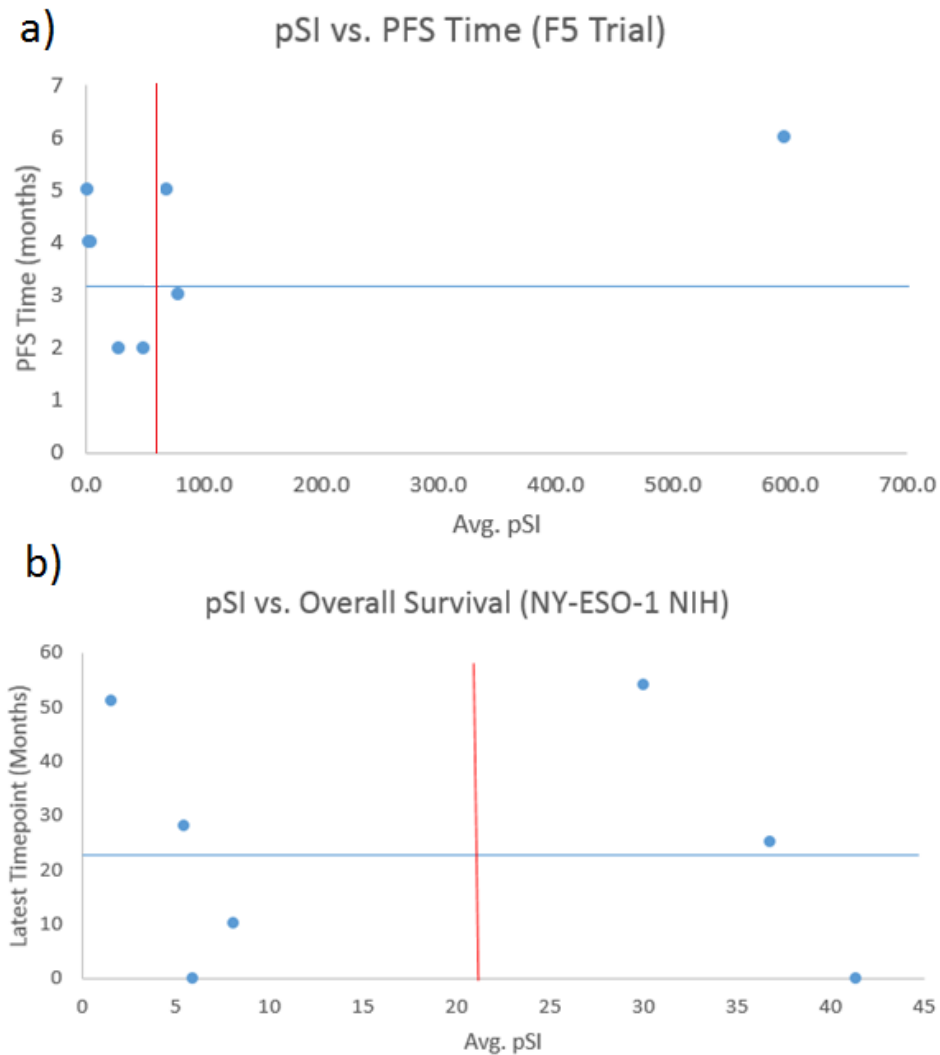 a)
pSI vs. PFS Time (F5 Trial)
PFS Time (months)
7
6
5
4
3
2
1
0
0.0 100.0 200.0 300.0 400.0 500.0 600.0 700.0
Avg. pSI
b)
pSI vs. Overall Survival (NY-ESO-1 NIH)
Latest Timepoint (Months)
60
50
40
30
20
10
0
0 5 10 15 20 25 30 35 40 45
Avg. pSI